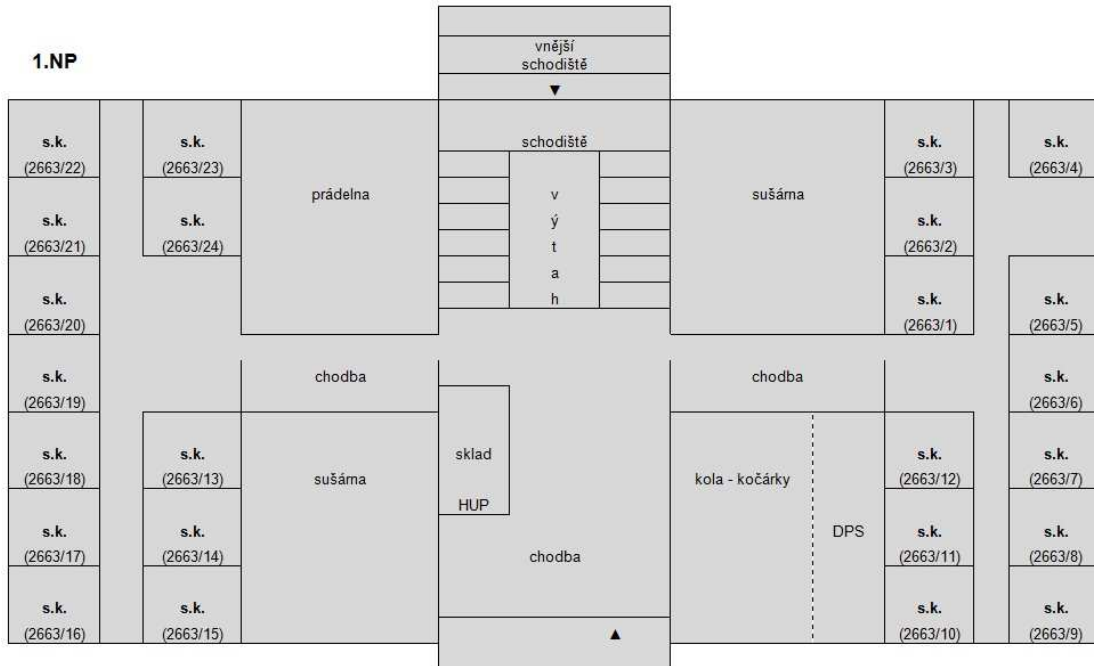 1.NP
vnější
schodiště
▼
s.k.
(2663/22)
s.k.
(2663/23)
s.k.
(2663/21)
s.k.
(2663/24)
s.k.
(2663/20)
s.k.
(2663/19)
s.k.
(2663/18)
s.k.
(2663/13)
s.k.
(2663/17)
s.k.
(2663/14)
s.k.
(2663/16)
s.k.
(2663/15)
prádelna
chodba
sušárna
schodiště
v
ý
t
a
h
sklad
HUP
chodba
▲
sušárna
chodba
kola - kočárky
DPS
s.k.
(2663/3)
s.k.
(2663/4)
s.k.
(2663/2)
s.k.
(2663/1)
s.k.
(2663/5)
s.k.
(2663/6)
s.k.
(2663/12)
s.k.
(2663/7)
s.k.
(2663/11)
s.k.
(2663/8)
s.k.
(2663/10)
s.k.
(2663/9)